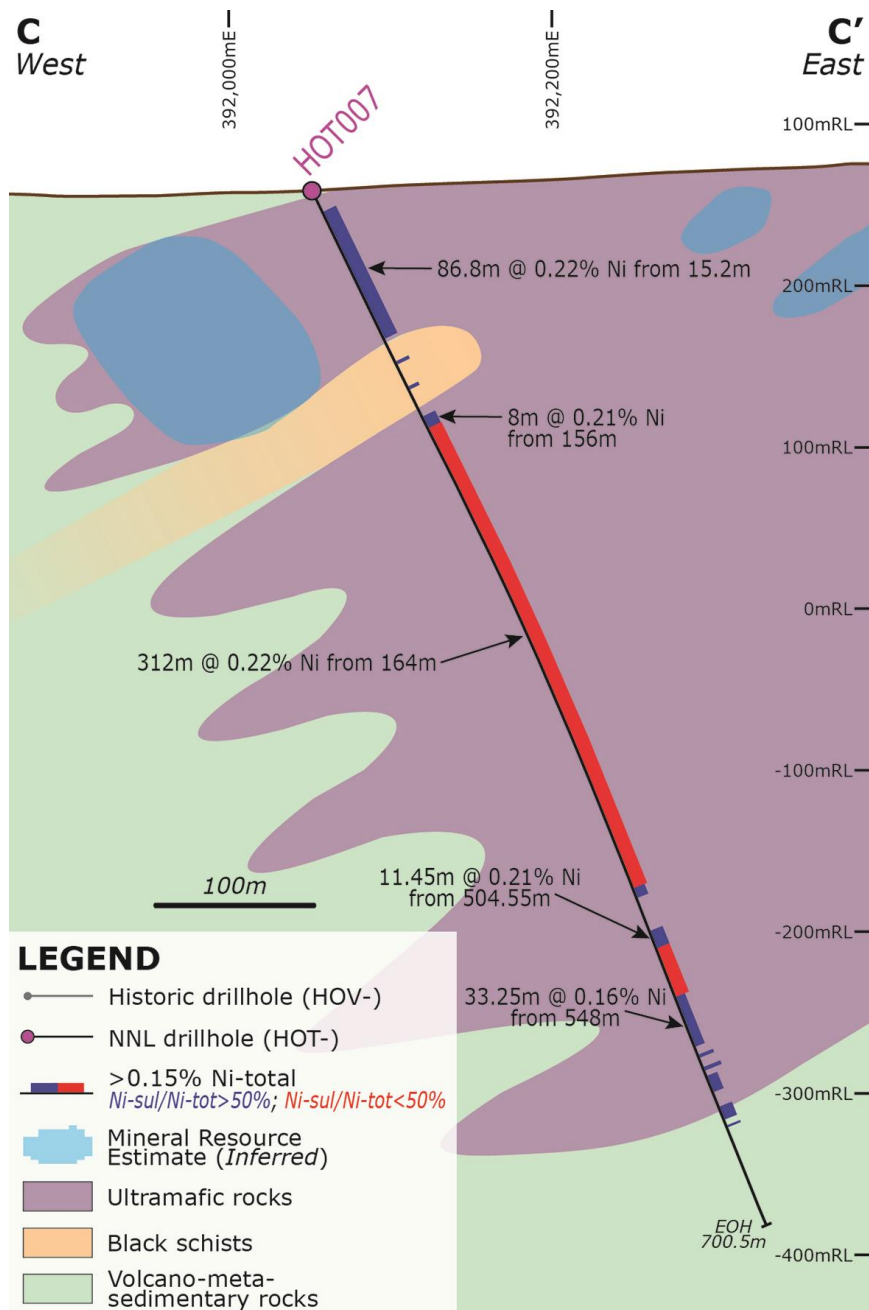 C
West
392,000mE
392,200mE
C'
East
HOT007
100mRL
86.8m @ 0.22% Ni from 15.2m
200mRL
8m @ 0.21% Ni
from 156m
100mRL
0mRL
312m @ 0.22% Ni from 164m
-100mRL
11.45m @ 0.21% Ni
from 504.55m
100m
-200mRL
33.25m @ 0.16% Ni
from 548m
-300mRL
EOH
700.5m
-400mRL
LEGEND
Historic drillhole (HOV-)
NNL drillhole (HOT-)
>0.15% Ni-total
Ni-sul/Ni-tot>50%; Ni-sul/Ni-tot<50%
Mineral Resource
Estimate (Inferred)
Ultramafic rocks
Black schists
Volcano-meta-
sedimentary rocks